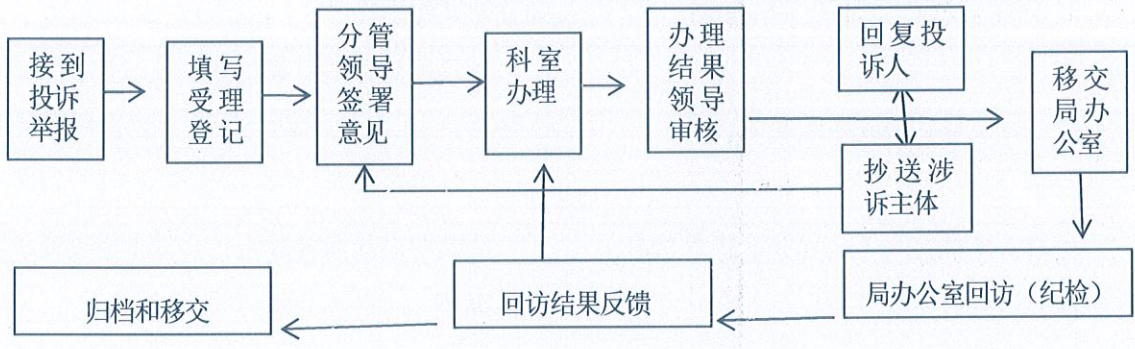 接到
投诉
举报
填写
受理
登记
分管
领导
签署
意见
科室
办理
办理
结果
领导
审核
回复投
诉人
抄送涉
诉主体
移交
局办
公室
局办公室回访（纪检）
回访结果反馈
归档和移交